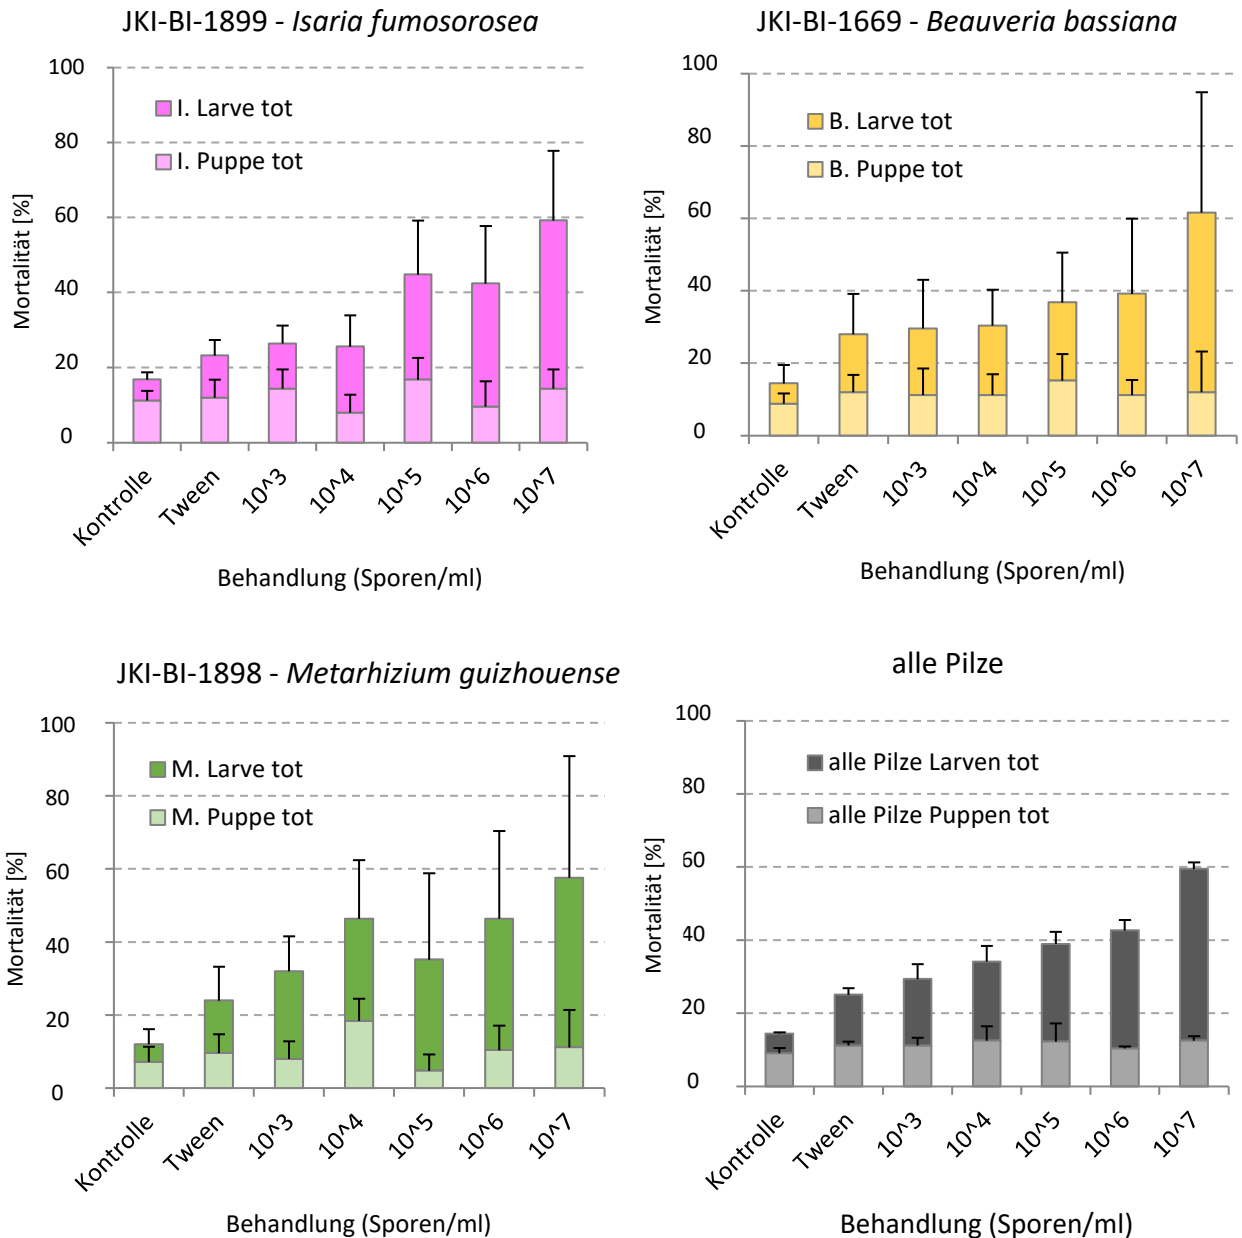 JKI-BI-1899 - Isaria fumosorosea
100
80
60
40
20
0
Mortalität [%]
I. Larve tot
I. Puppe tot
Kontrolle
Tween
10^3
10^4
10^5
10^6
10^7
Behandlung (Sporen/ml)
JKI-BI-1669 - Beauveria bassiana
100
80
60
40
20
0
Mortalität [%]
B. Larve tot
B. Puppe tot
Kontrolle
Tween
10^3
10^4
10^5
10^6
10^7
Behandlung (Sporen/ml)
JKI-BI-1898 - Metarhizium guizhouense
100
80
60
40
20
0
Mortalität [%]
M. Larve tot
M. Puppe tot
Kontrolle
Tween
10^3
10^4
10^5
10^6
10^7
Behandlung (Sporen/ml)
alle Pilze
100
80
60
40
20
0
Mortalität [%]
alle Pilze Larven tot
alle Pilze Puppen tot
Kontrolle
Tween
10^3
10^4
10^5
10^6
10^7
Behandlung (Sporen/ml)